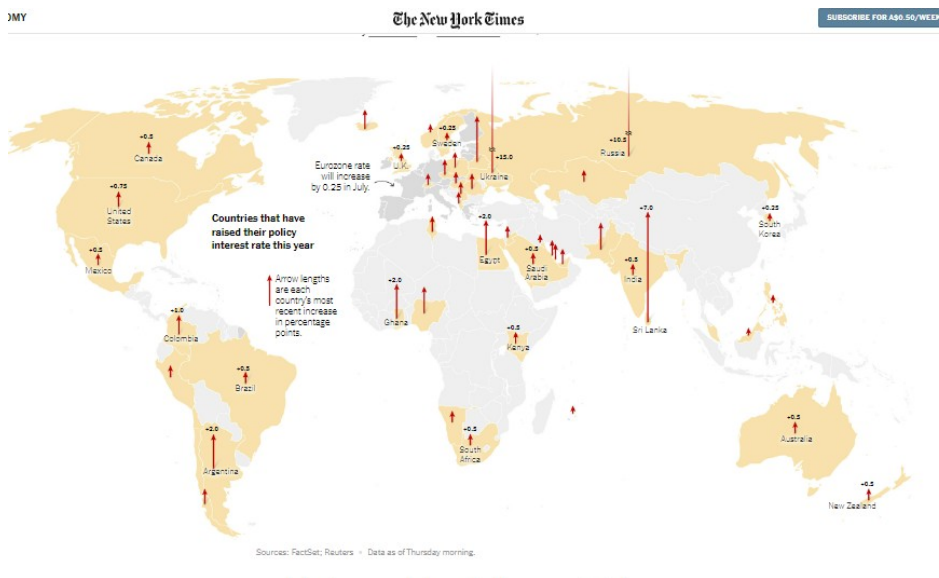 OMY
The New York Times
SUBSCRIBE FOR A$0.50/WEEK
+0.5
Canada
+0.75
United
States
+0.5
Mexico
Countries that have
raised their policy
interest rate this year
Arrow lengths
are each
country's most
recent increase
in percentage
points.
Eurozone rate
will increase
by 0.25 in July.
+0.25
U.K.
+0.25
Sweden
+15.0
Ukraine
+10.5
Russia
+1.0
Colombia
+0.5
Brazil
+2.0
Argentina
+2.0
Ghana
+2.0
Egypt
+0.5
Saudi
Arabia
+0.5
Kenya
+0.5
South
Africa
+0.5
India
+7.0
Sri Lanka
+0.25
South
Korea
+0.5
Australia
+0.5
New Zealand
Sources: FactSet; Reuters • Data as of Thursday morning.